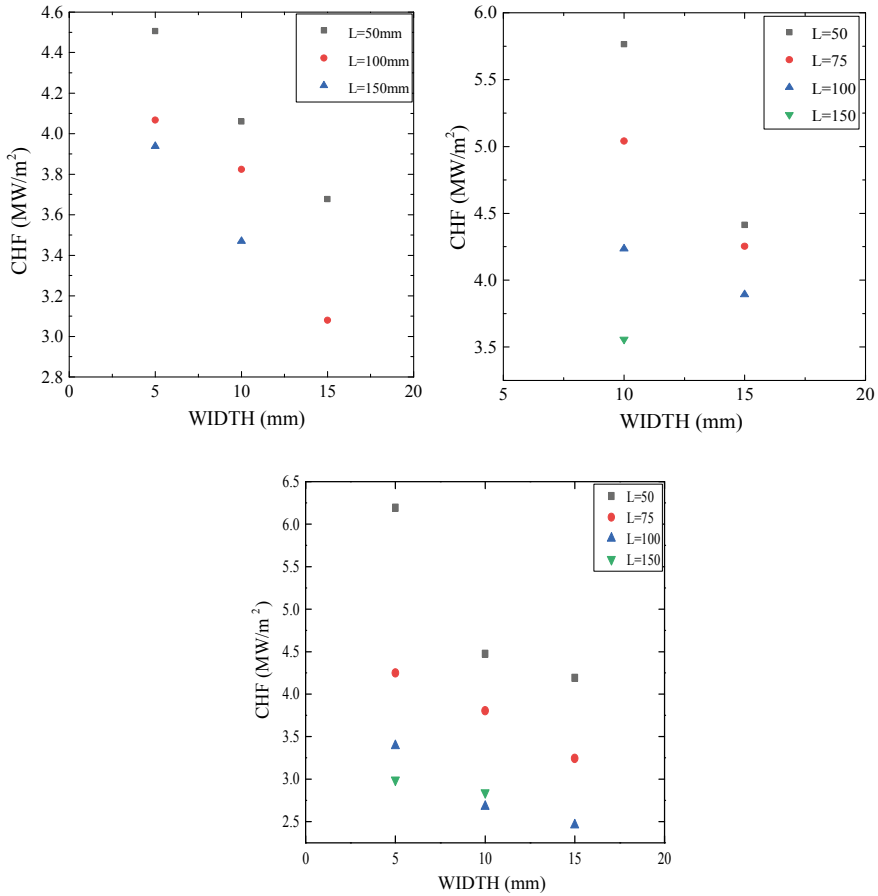 4.6
4.4
4.2
4.0
3.8
3.6
3.4
3.2
3.0
2.8
CHF (MW/m²)
0 5 10 15 20
WIDTH (mm)
L=50mm
L=100mm
L=150mm
6.0
5.5
5.0
4.5
4.0
3.5
CHF (MW/m²)
5 10 15 20
WIDTH (mm)
L=50
L=75
L=100
L=150
6.5
6.0
5.5
5.0
4.5
4.0
3.5
3.0
2.5
CHF (MW/m²)
0 5 10 15 20
WIDTH (mm)
L=50
L=75
L=100
L=150